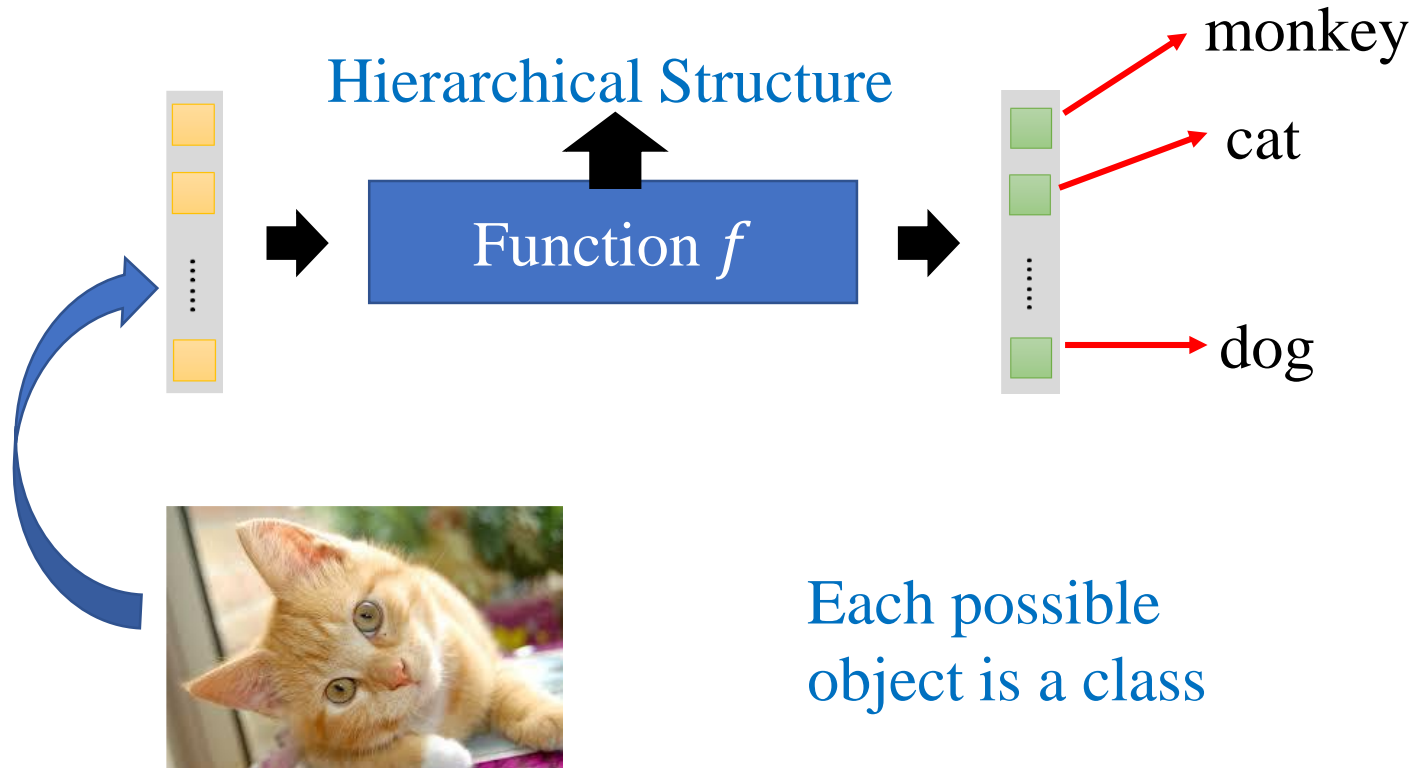 monkey
Hierarchical Structure
cat
Function f
dog
Each possible
object is a class